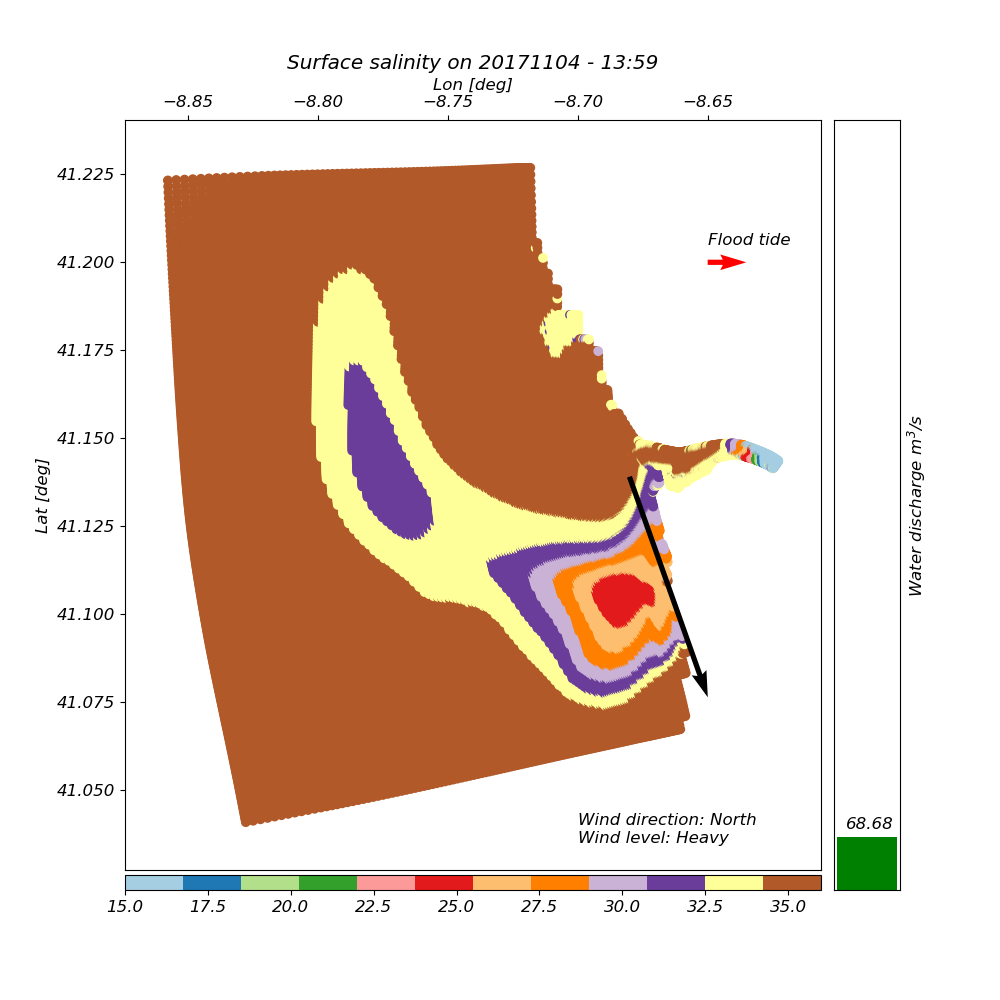 Surface salinity on 20171104 - 13:59
Lon [deg]
−8.85 −8.80 −8.75 −8.70 −8.65
41.225
41.200
41.175
41.150
41.125
41.100
41.075
41.050
Lat [deg]
Flood tide
Wind direction: North
Wind level: Heavy
15.0 17.5 20.0 22.5 25.0 27.5 30.0 32.5 35.0
68.68
Water discharge m³/s